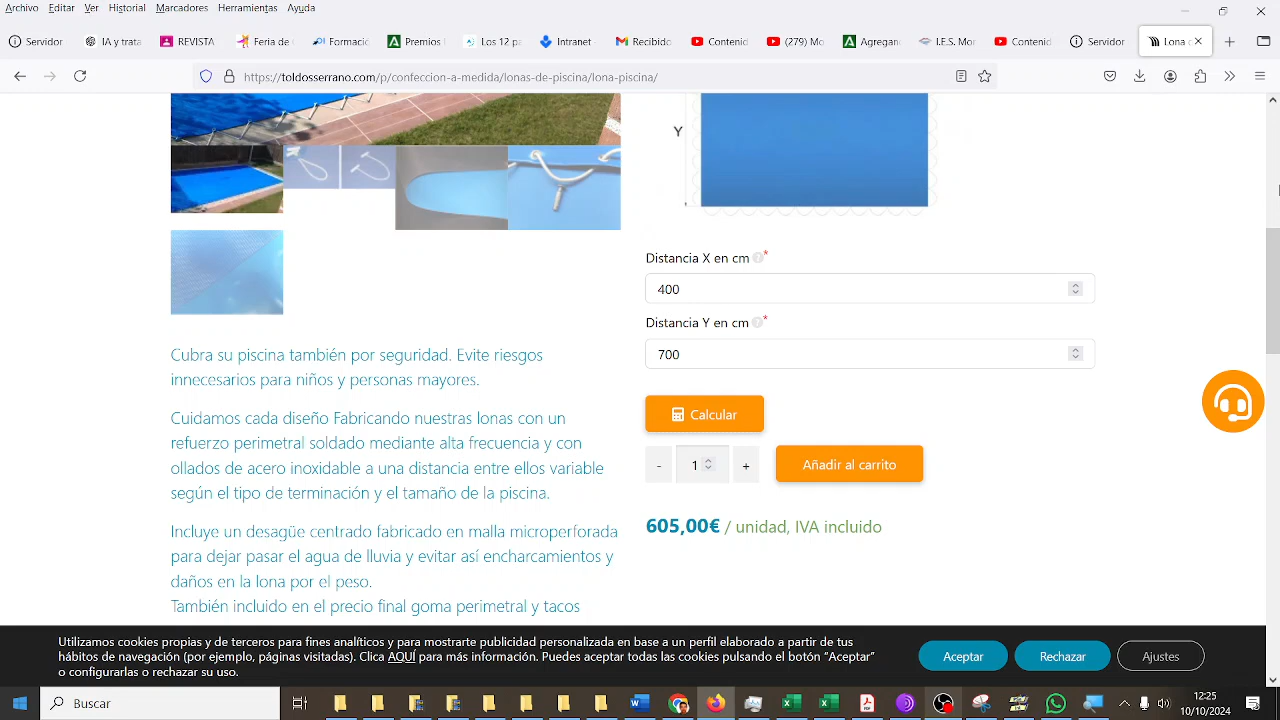 Archivo Editar Ver Historial Marcadores Herramientas Ayuda
Servidor IA y tran REVISTA Feria de Formacic Premios Los 12 a Intranet Recibido Contenid (279) Mo Agregan I.E.S. Mor Contenid Servidor Lona d
https://toldosserrano.com/p/confeccion-a-medida/lonas-de-piscina/lona-piscina/
Y
Distancia X en cm ?*
400
Distancia Y en cm ?*
700
Calcular
- 1 + Añadir al carrito
605,00€ / unidad, IVA incluido
Cubra su piscina también por seguridad. Evite riesgos
innecesarios para niños y personas mayores.
Cuidamos cada diseño Fabricando nuestras lonas con un
refuerzo perimetral soldado mediante alta frecuencia y con
ollados de acero inoxidable a una distancia entre ellos variable
según el tipo de terminación y el tamaño de la piscina.
Incluye un desagüe centrado fabricado en malla microperforada
para dejar pasar el agua de lluvia y evitar así encharcamientos y
daños en la lona por el peso.
También incluido en el precio final goma perimetral y tacos
Utilizamos cookies propias y de terceros para fines analíticos y para mostrarte publicidad personalizada en base a un perfil elaborado a partir de tus
hábitos de navegación (por ejemplo, páginas visitadas). Clica AQUÍ para más información. Puedes aceptar todas las cookies pulsando el botón “Aceptar”
o configurarlas o rechazar su uso.
Aceptar Rechazar Ajustes
Buscar
12:25
10/10/2024